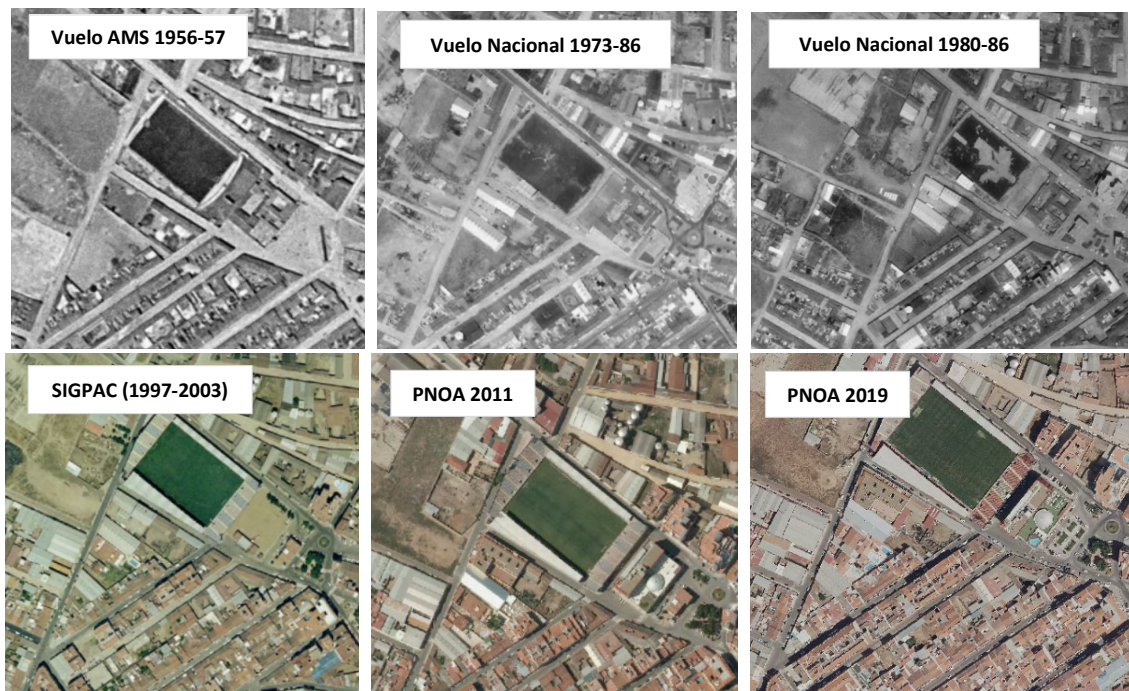 Vuelo AMS 1956-57
Vuelo Nacional 1973-86
Vuelo Nacional 1980-86
SIGPAC (1997-2003)
PNOA 2011
PNOA 2019